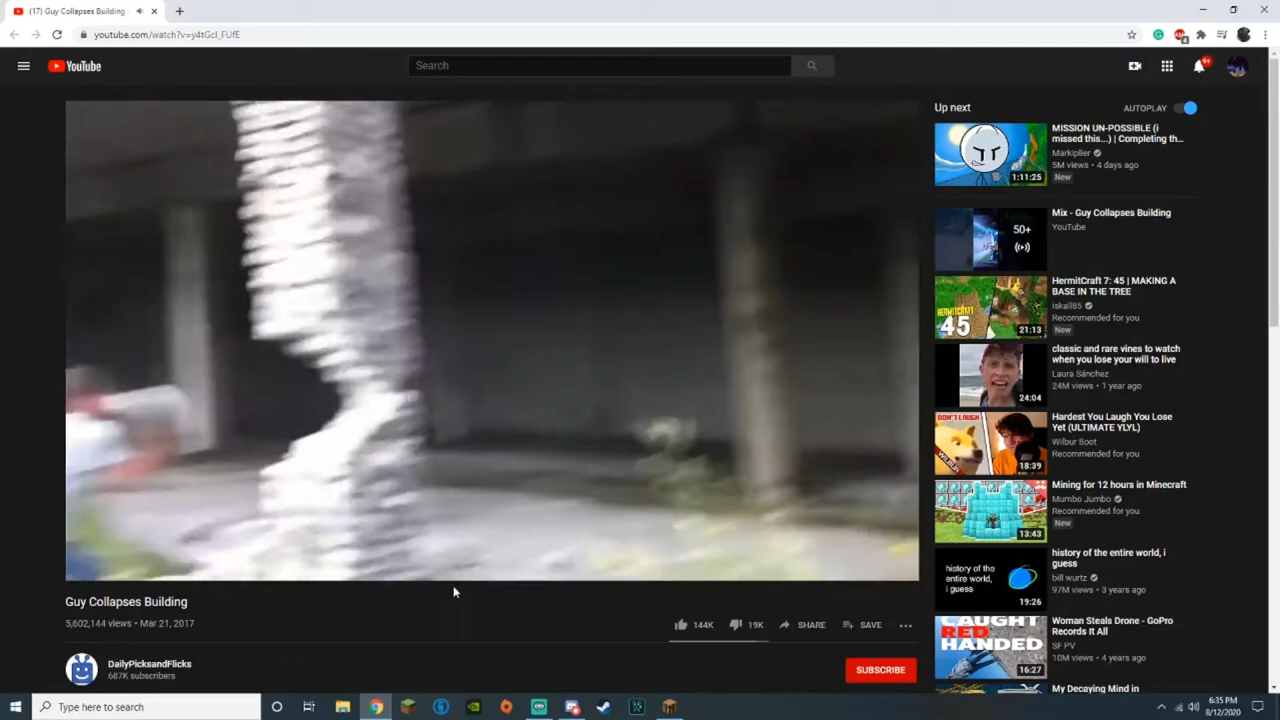 (17) Guy Collapses Building
youtube.com/watch?v=y4tGcI_FUfE
YouTube
Search
9+
Up next
AUTOPLAY
MISSION UN-POSSIBLE (i
missed this...) | Completing th...
Markiplier
5M views • 4 days ago
New
1:11:25
Mix - Guy Collapses Building
YouTube
50+
HermitCraft 7: 45 | MAKING A
BASE IN THE TREE
iskall85
Recommended for you
New
HERMITCRAFT
45
21:13
classic and rare vines to watch
when you lose your will to live
Laura Sánchez
24M views • 1 year ago
24:04
Hardest You Laugh You Lose
Yet (ULTIMATE YLYL)
Wilbur Soot
Recommended for you
DON'T LAUGH
WILBUR
18:39
Mining for 12 hours in Minecraft
Mumbo Jumbo
Recommended for you
New
13:43
history of the entire world, i
guess
bill wurtz
97M views • 3 years ago
history of the
entire world,
i guess
19:26
Woman Steals Drone - GoPro
Records It All
SF PV
10M views • 4 years ago
CAUGHT
RED
HANDED
16:27
My Decaying Mind in
Guy Collapses Building
5,602,144 views • Mar 21, 2017
144K
19K
SHARE
SAVE
DailyPicksandFlicks
687K subscribers
SUBSCRIBE
Type here to search
6:35 PM
8/12/2020